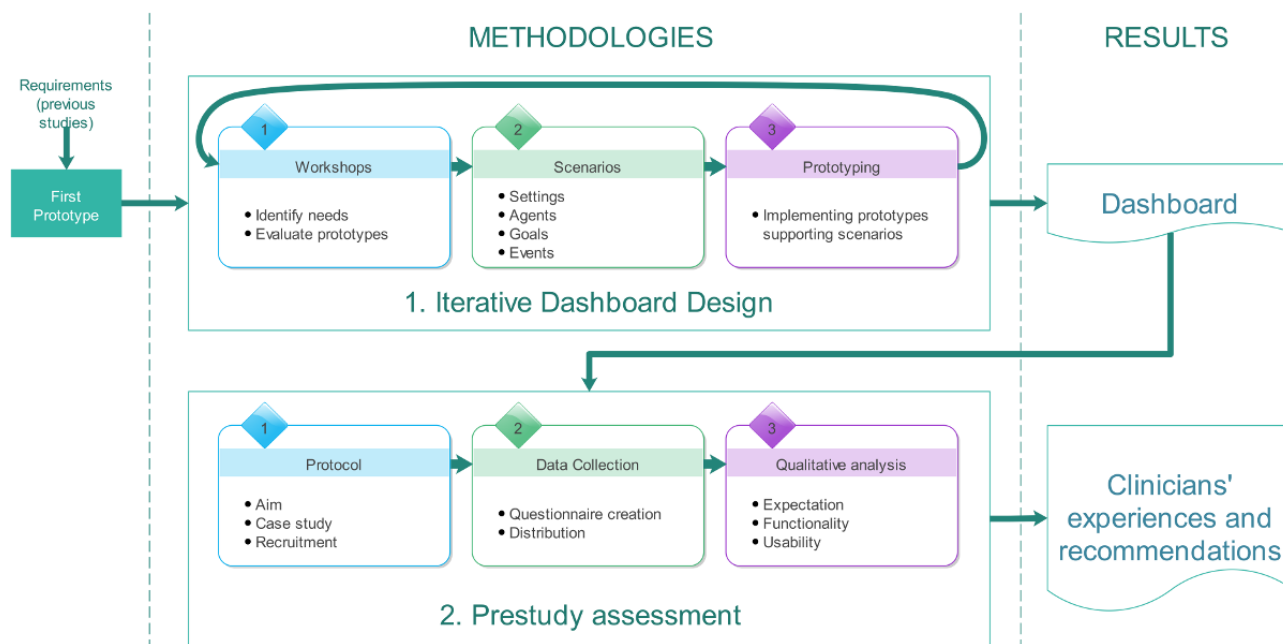 METHODOLOGIES
RESULTS
Requirements
(previous
studies)
First
Prototype
1
Workshops
• Identify needs
• Evaluate prototypes
2
Scenarios
• Settings
• Agents
• Goals
• Events
3
Prototyping
• Implementing prototypes
supporting scenarios
1. Iterative Dashboard Design
Dashboard
1
Protocol
• Aim
• Case study
• Recruitment
2
Data Collection
• Questionnaire creation
• Distribution
3
Qualitative analysis
• Expectation
• Functionality
• Usability
2. Prestudy assessment
Clinicians'
experiences and
recommendations